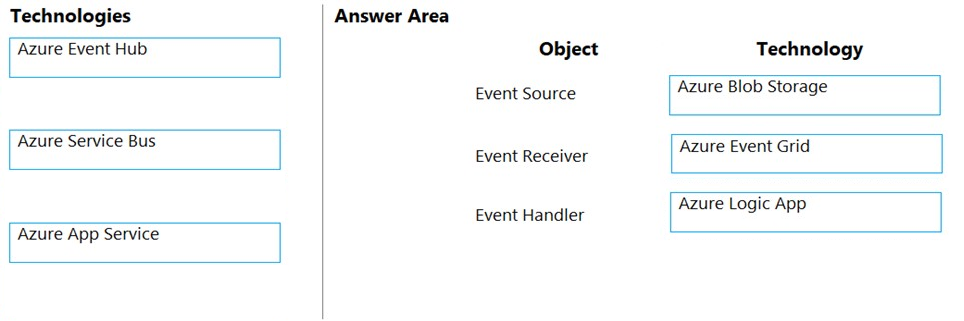 Technologies
Azure Event Hub
Azure Service Bus
Azure App Service
Answer Area
Object Technology
Event Source Azure Blob Storage
Event Receiver Azure Event Grid
Event Handler Azure Logic App